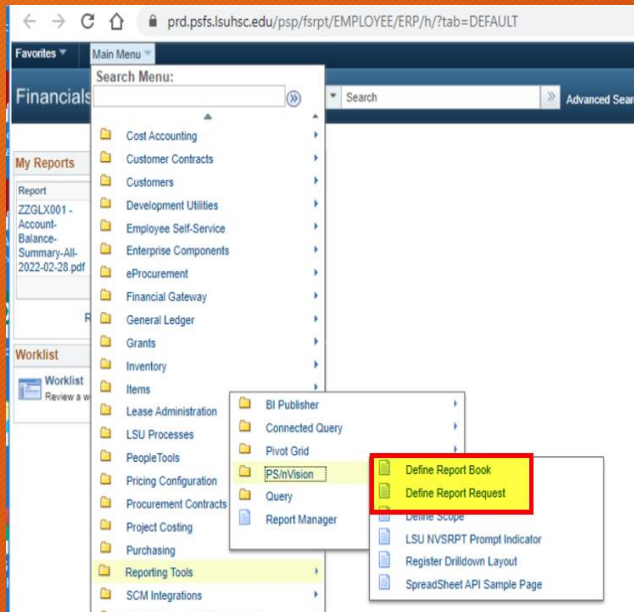 prd.psfs.lsuhsc.edu/psp/fsrpt/EMPLOYEE/ERP/h/?tab=DEFAULT
Favorites
Main Menu
Search Menu:
Financials
Search
Advanced Sear
Cost Accounting
Customer Contracts
Customers
Development Utilities
Employee Self-Service
Enterprise Components
eProcurement
Financial Gateway
General Ledger
Grants
Inventory
Items
Lease Administration
LSU Processes
PeopleTools
Pricing Configuration
Procurement Contracts
Project Costing
Purchasing
Reporting Tools
SCM Integrations
My Reports
Report
ZZGLX001 -
Account-
Balance-
Summary-All-
2022-02-28.pdf
R
Worklist
Worklist
Review a w
BI Publisher
Connected Query
Pivot Grid
PS/nVision
Query
Report Manager
Define Report Book
Define Report Request
Define Scope
LSU NVSRPT Prompt Indicator
Register Drilldown Layout
SpreadSheet API Sample Page